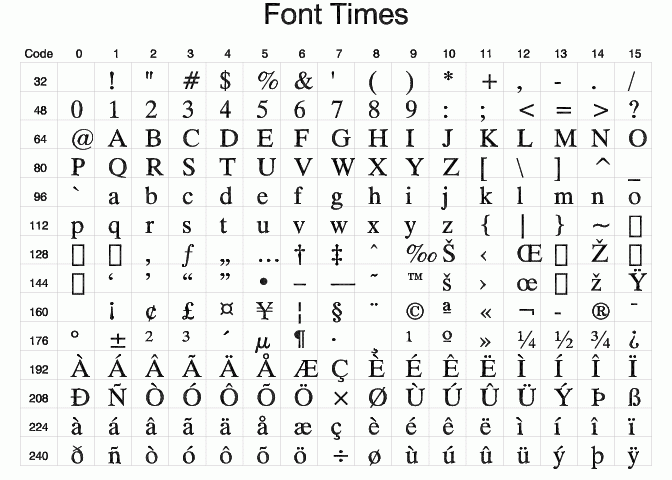 Font Times
Code 0 1 2 3 4 5 6 7 8 9 10 11 12 13 14 15
32 ! " # $ % & ' ( ) * + , - . /
48 0 1 2 3 4 5 6 7 8 9 : ; < = > ?
64 @ A B C D E F G H I J K L M N O
80 P Q R S T U V W X Y Z [ \ ] ^ _
96 ` a b c d e f g h i j k l m n o
112 p q r s t u v w x y z { | } ~ □
128 □ □ ‚ ƒ „ … † ‡ ˆ ‰ Š ‹ Œ □ Ž □
144 □ ‘ ’ “ ” • – — ˜ ™ š › œ □ ž Ÿ
160 ¡ ¢ £ ¤ ¥ ¦ § ¨ © ª « ¬ - ® ¯
176 ° ± ² ³ ´ µ ¶ · ¸ ¹ º » ¼ ½ ¾ ¿
192 À Á Â Ã Ä Å Æ Ç È É Ê Ë Ì Í Î Ï
208 Ð Ñ Ò Ó Ô Õ Ö × Ø Ù Ú Û Ü Ý Þ ß
224 à á â ã ä å æ ç è é ê ë ì í î ï
240 ð ñ ò ó ô õ ö ÷ ø ù ú û ü ý þ ÿ